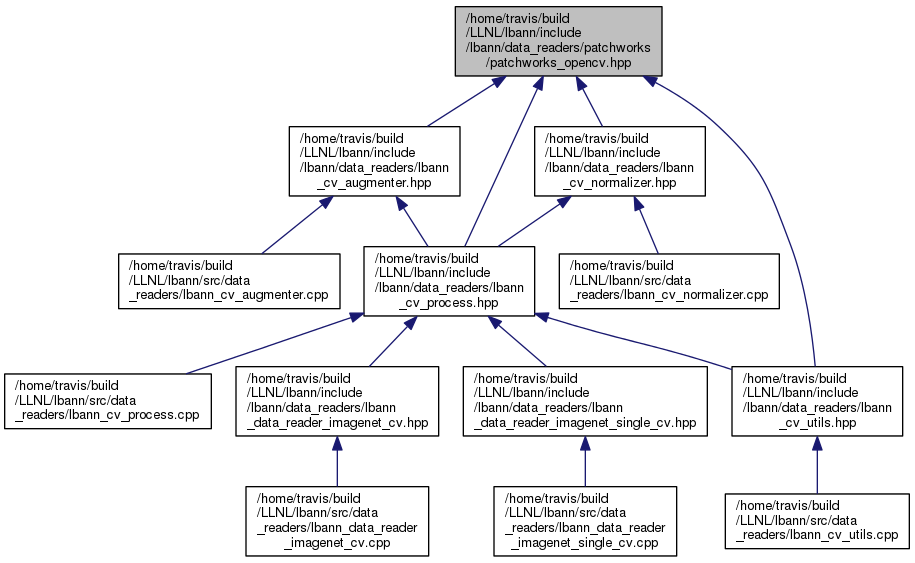 /home/travis/build
/LLNL/lbann/include
/lbann/data_readers/patchworks
/patchworks_opencv.hpp
/home/travis/build
/LLNL/lbann/include
/lbann/data_readers/lbann
_cv_augmenter.hpp
/home/travis/build
/LLNL/lbann/include
/lbann/data_readers/lbann
_cv_normalizer.hpp
/home/travis/build
/LLNL/lbann/src/data
_readers/lbann_cv_augmenter.cpp
/home/travis/build
/LLNL/lbann/include
/lbann/data_readers/lbann
_cv_process.hpp
/home/travis/build
/LLNL/lbann/src/data
_readers/lbann_cv_normalizer.cpp
/home/travis/build
/LLNL/lbann/src/data
_readers/lbann_cv_process.cpp
/home/travis/build
/LLNL/lbann/include
/lbann/data_readers/lbann
_data_reader_imagenet_cv.hpp
/home/travis/build
/LLNL/lbann/include
/lbann/data_readers/lbann
_data_reader_imagenet_single_cv.hpp
/home/travis/build
/LLNL/lbann/include
/lbann/data_readers/lbann
_cv_utils.hpp
/home/travis/build
/LLNL/lbann/src/data
_readers/lbann_data_reader
_imagenet_cv.cpp
/home/travis/build
/LLNL/lbann/src/data
_readers/lbann_data_reader
_imagenet_single_cv.cpp
/home/travis/build
/LLNL/lbann/src/data
_readers/lbann_cv_utils.cpp